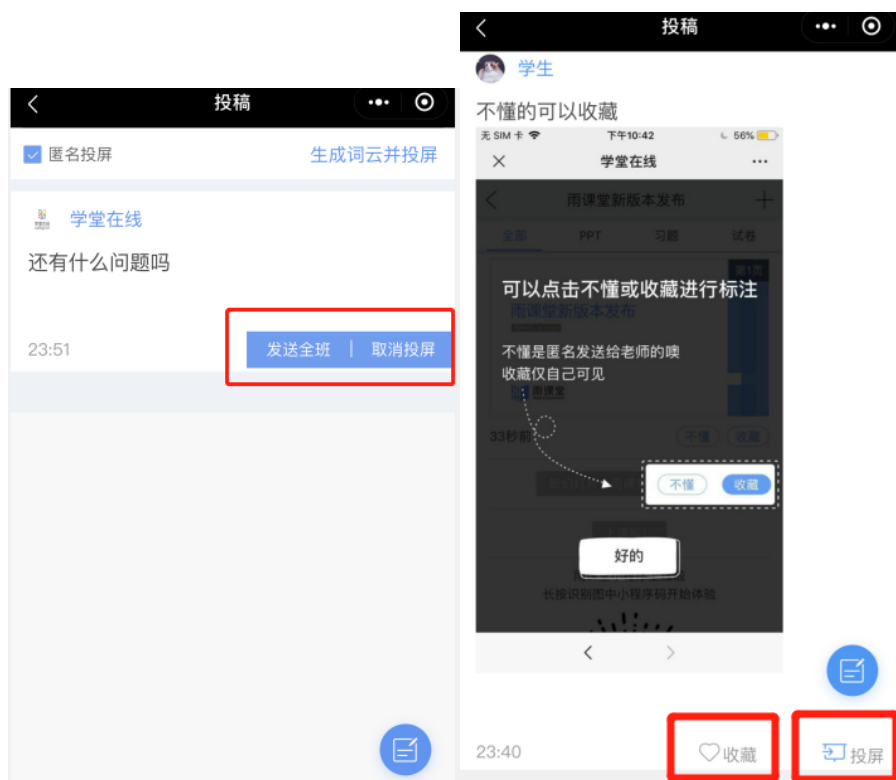 投稿
匿名投屏
生成词云并投屏
学堂在线
还有什么问题吗
23:51
发送全班 | 取消投屏
投稿
学生
不懂的可以收藏
无 SIM 卡 下午10:42 56%
学堂在线
雨课堂新版本发布
全部 PPT 习题 试卷
第1页
可以点击不懂或收藏进行标注
雨课堂新版本发布
不懂是匿名发送给老师的噢
收藏仅自己可见
雨课堂
33秒前 不懂 收藏
不懂 收藏
好的
长按识别图中小程序码开始体验
23:40 收藏 投屏